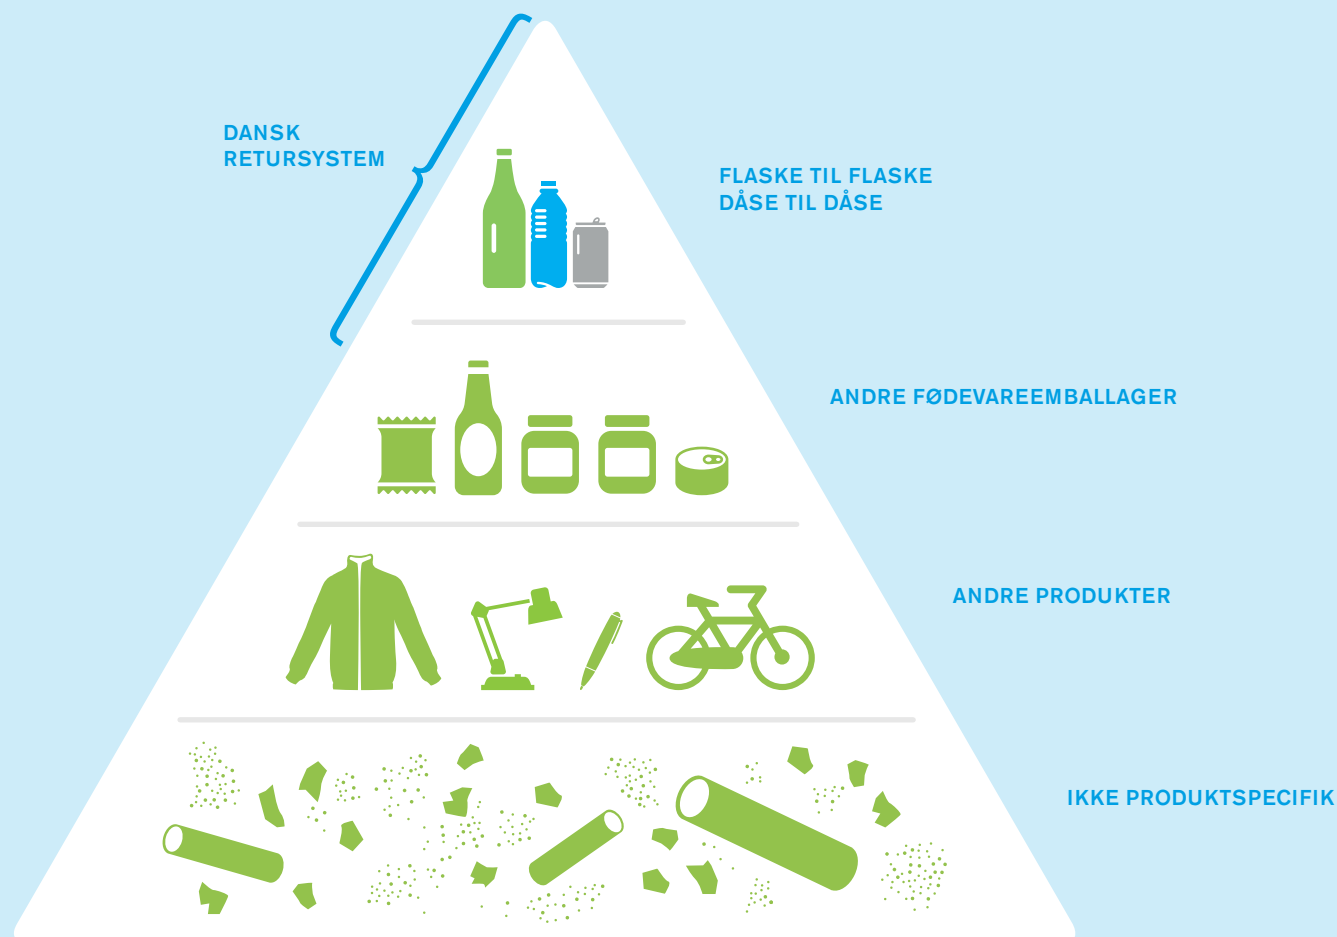 DANSK
RETURSYSTEM
FLASKE TIL FLASKE
DÅSE TIL DÅSE
ANDRE FØDEVAREEMBALLAGER
ANDRE PRODUKTER
IKKE PRODUKTSPECIFIK